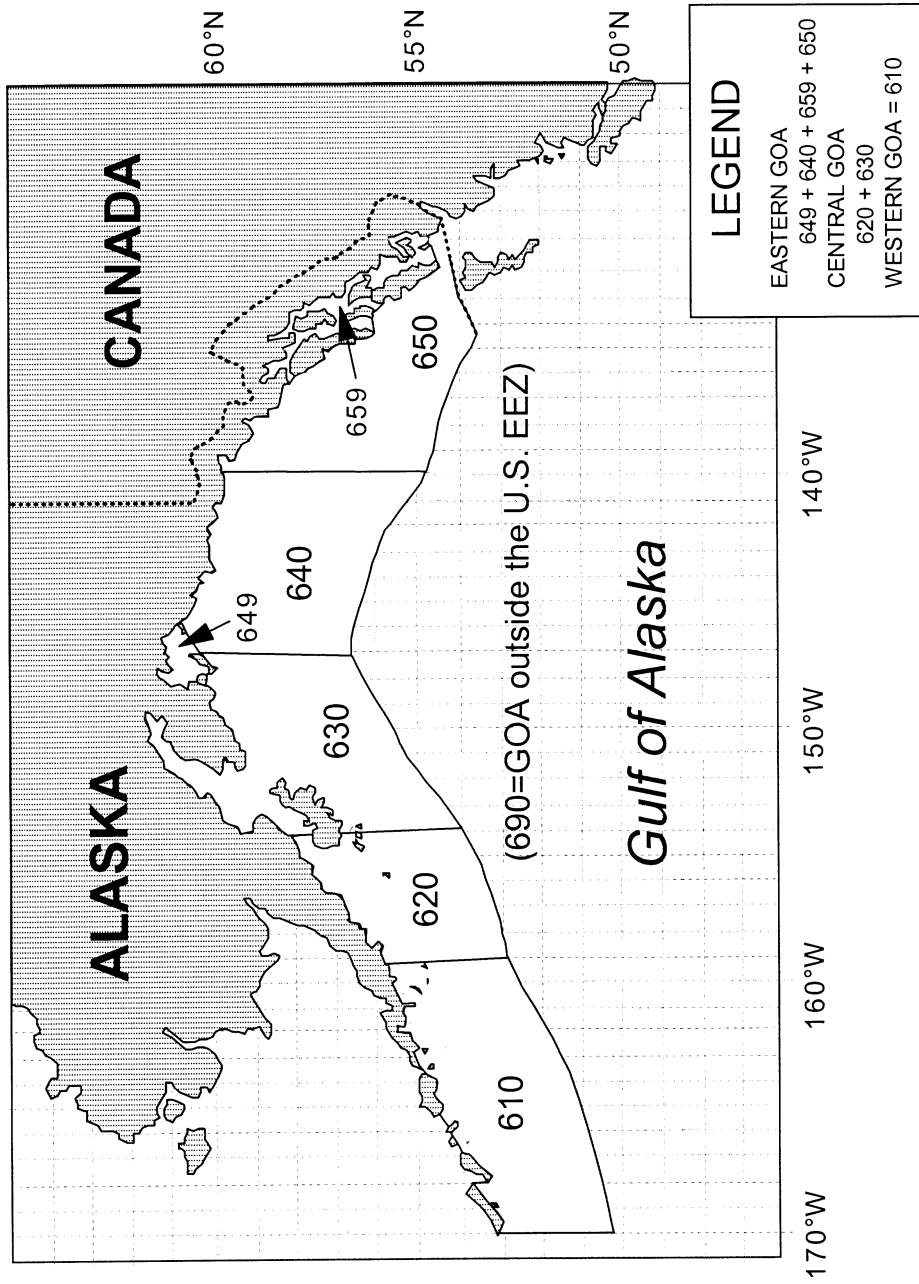 ALASKA
CANADA
649
640
630
620
610
659
650
(690=GOA outside the U.S. EEZ)
Gulf of Alaska
60°N
55°N
50°N
170°W
160°W
150°W
140°W
LEGEND
EASTERN GOA
649 + 640 + 659 + 650
CENTRAL GOA
620 + 630
WESTERN GOA = 610